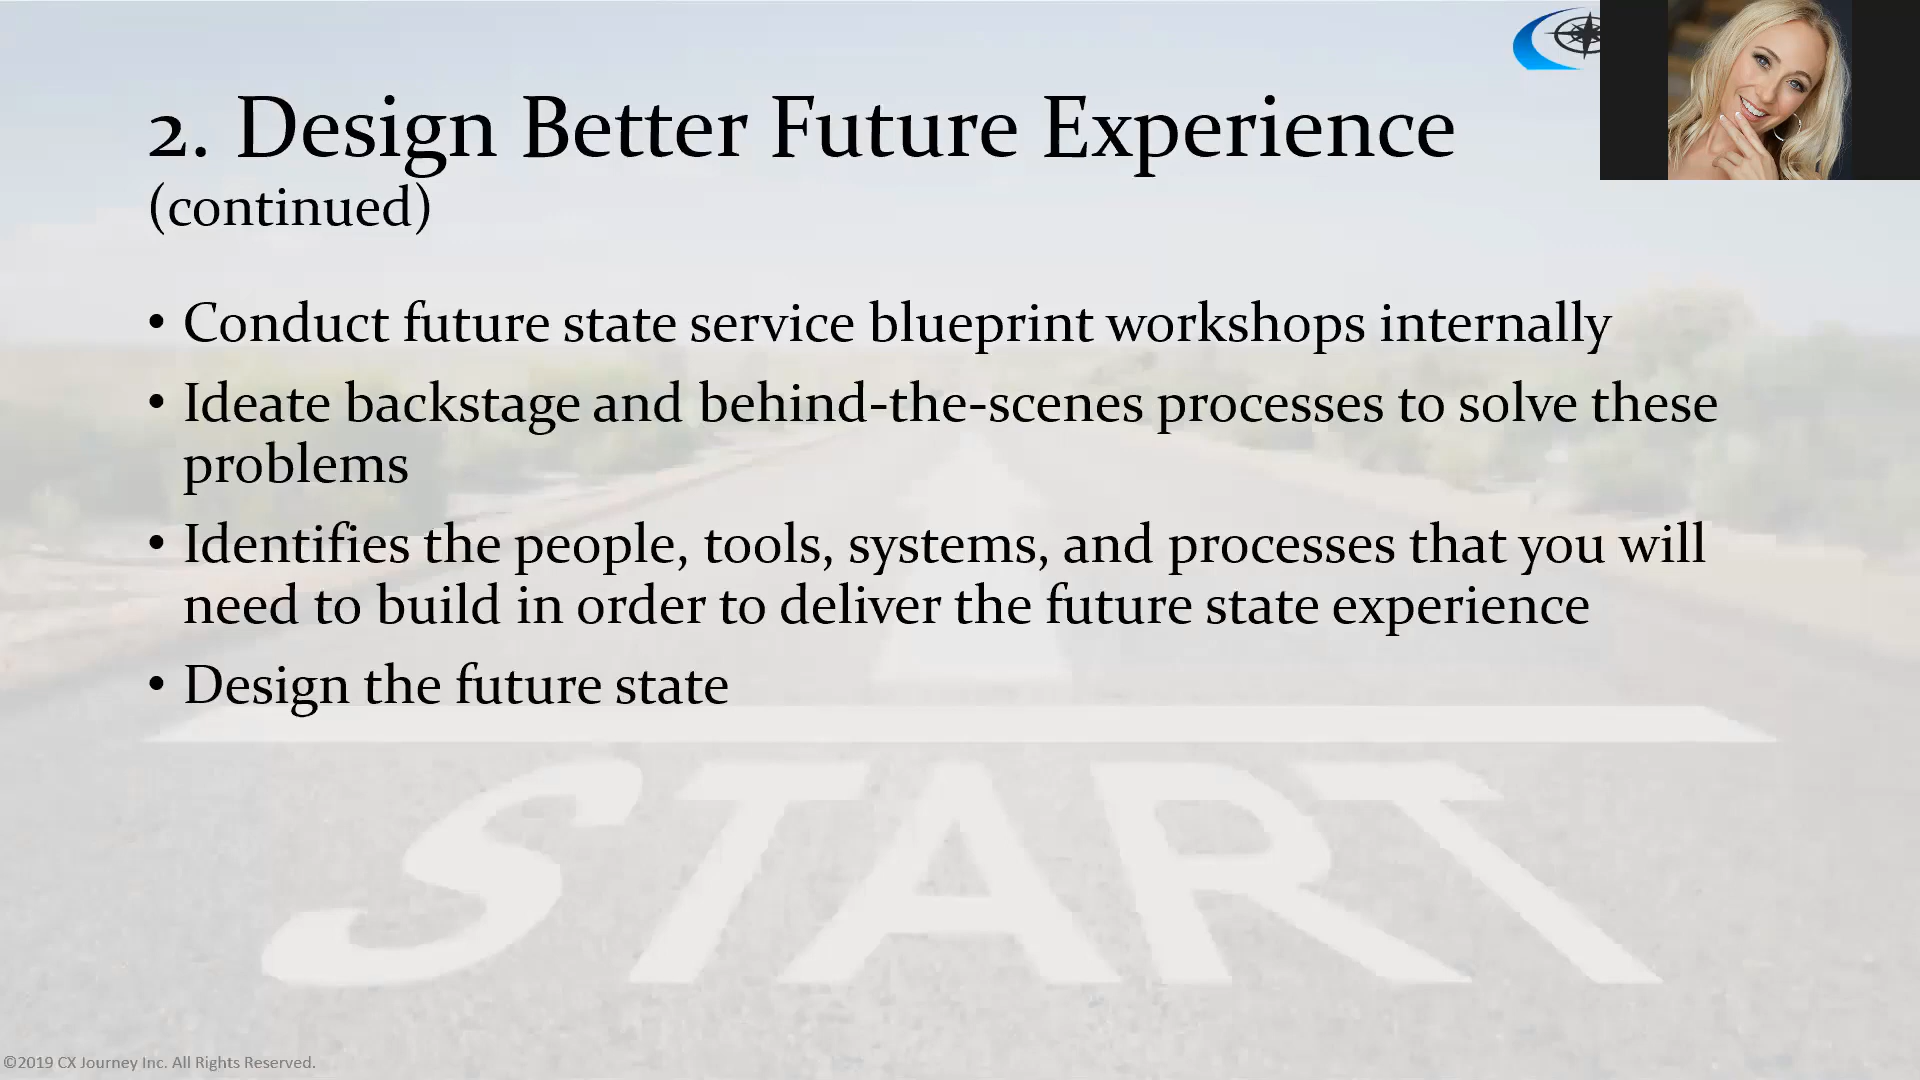 2. Design Better Future Experience
(continued)
• Conduct future state service blueprint workshops internally
• Ideate backstage and behind-the-scenes processes to solve these
problems
• Identifies the people, tools, systems, and processes that you will
need to build in order to deliver the future state experience
• Design the future state
START
©2019 CX Journey Inc. All Rights Reserved.